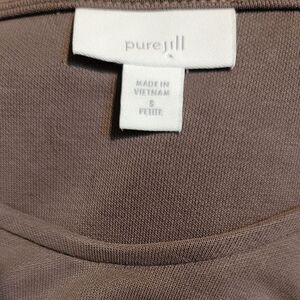 purejill
MADE IN
VIETNAM
S
PETITE